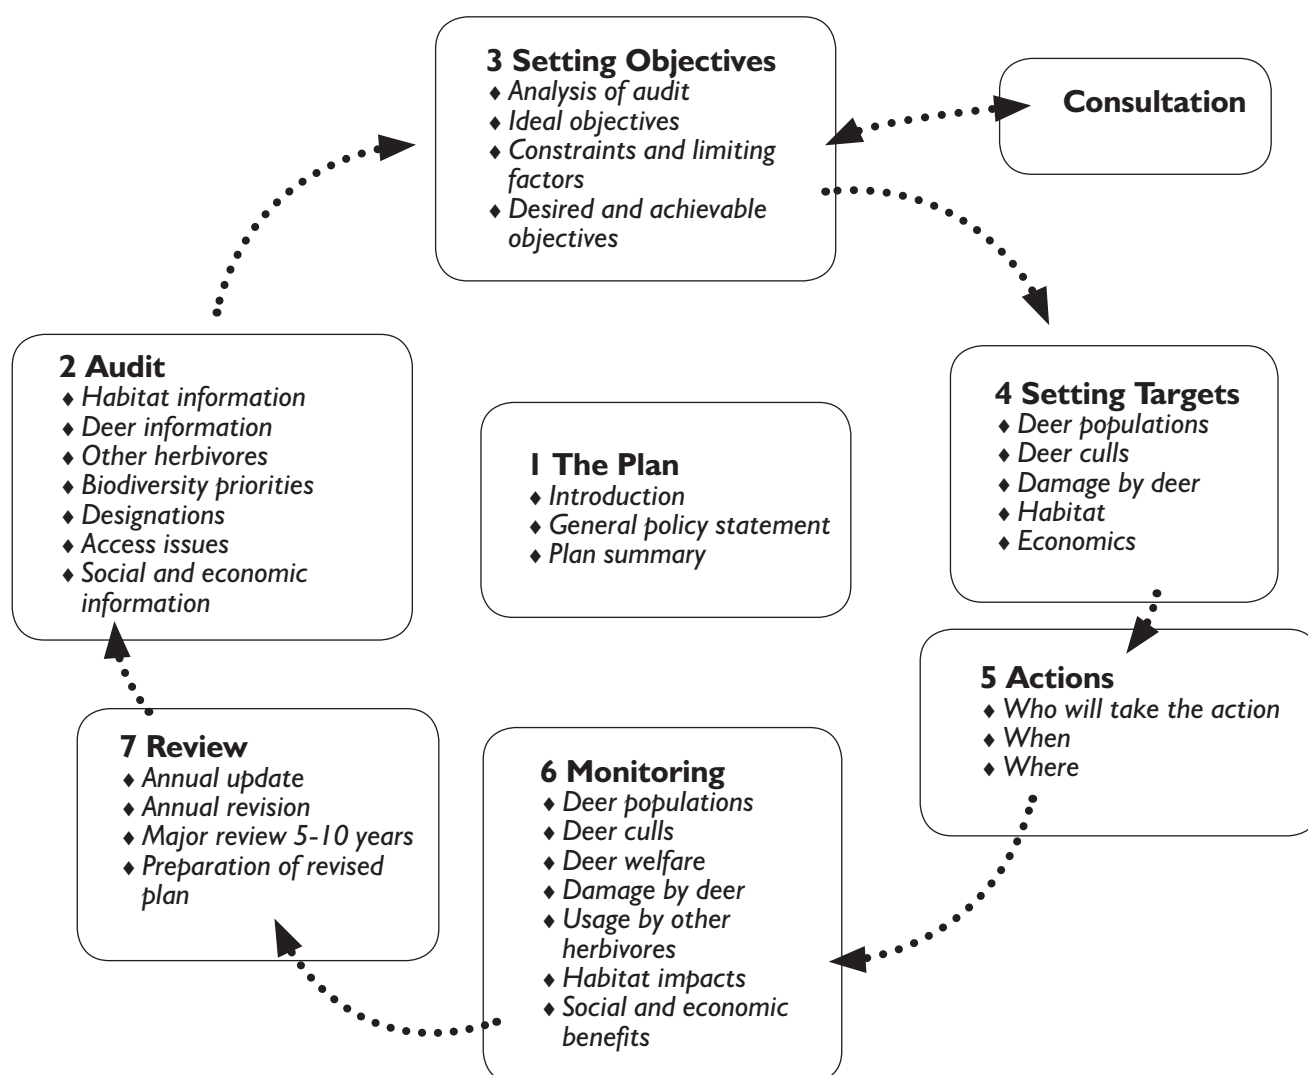 3 Setting Objectives
♦ Analysis of audit
♦ Ideal objectives
♦ Constraints and limiting
factors
♦ Desired and achievable
objectives
Consultation
2 Audit
♦ Habitat information
♦ Deer information
♦ Other herbivores
♦ Biodiversity priorities
♦ Designations
♦ Access issues
♦ Social and economic
information
1 The Plan
♦ Introduction
♦ General policy statement
♦ Plan summary
4 Setting Targets
♦ Deer populations
♦ Deer culls
♦ Damage by deer
♦ Habitat
♦ Economics
5 Actions
♦ Who will take the action
♦ When
♦ Where
6 Monitoring
♦ Deer populations
♦ Deer culls
♦ Deer welfare
♦ Damage by deer
♦ Usage by other
herbivores
♦ Habitat impacts
♦ Social and economic
benefits
7 Review
♦ Annual update
♦ Annual revision
♦ Major review 5-10 years
♦ Preparation of revised
plan